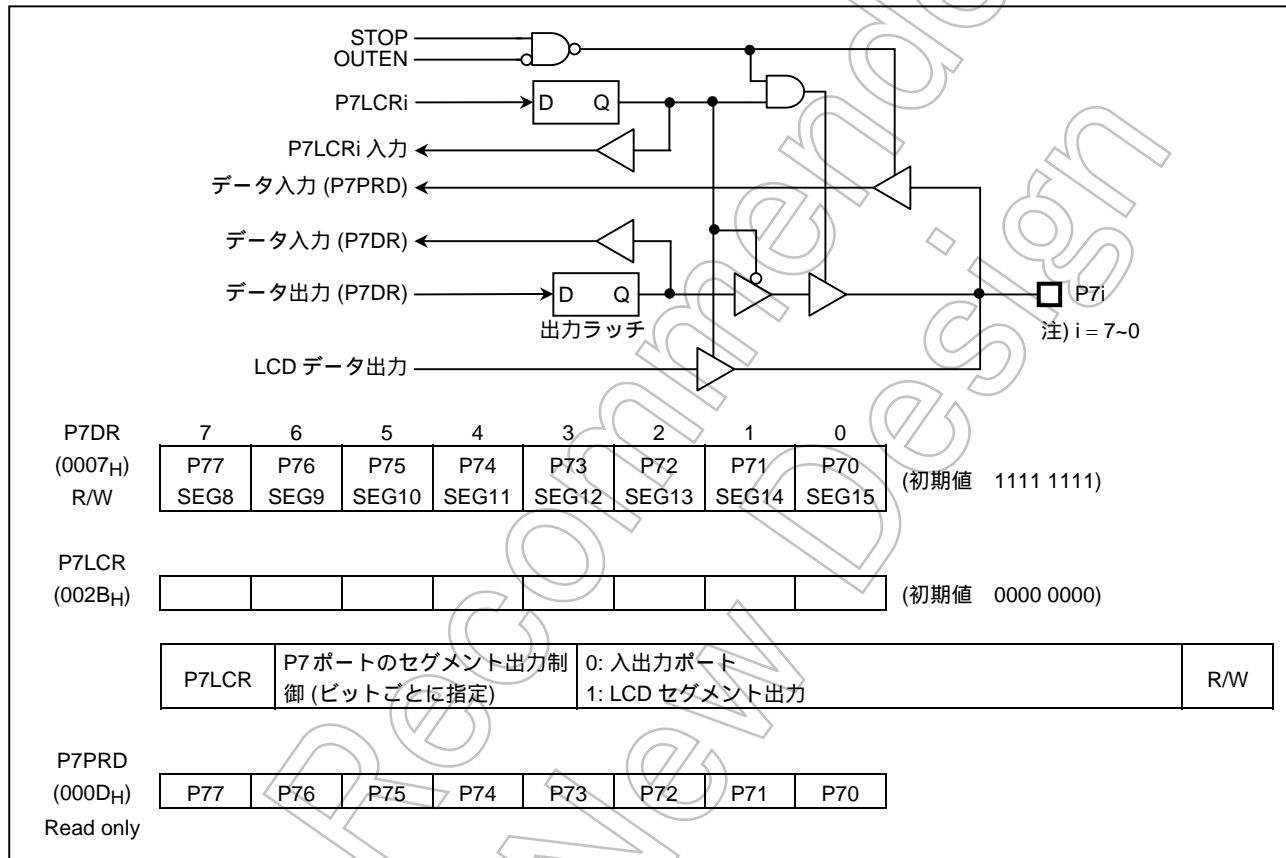 STOP
OUTEN
P7LCRi
D Q
P7LCRi 入力
データ入力 (P7PRD)
データ入力 (P7DR)
データ出力 (P7DR)
D Q
出力ラッチ
P7i
注) i = 7~0
LCD データ出力
P7DR
(0007H)
R/W
7 6 5 4 3 2 1 0
P77 P76 P75 P74 P73 P72 P71 P70
SEG8 SEG9 SEG10 SEG11 SEG12 SEG13 SEG14 SEG15
(初期値 1111 1111)
P7LCR
(002BH)
(初期値 0000 0000)
P7LCR
P7ポートのセグメント出力制
御 (ビットごとに指定)
0: 入出力ポート
1: LCD セグメント出力
R/W
P7PRD
(000DH)
Read only
P77 P76 P75 P74 P73 P72 P71 P70
Recommende
New Design